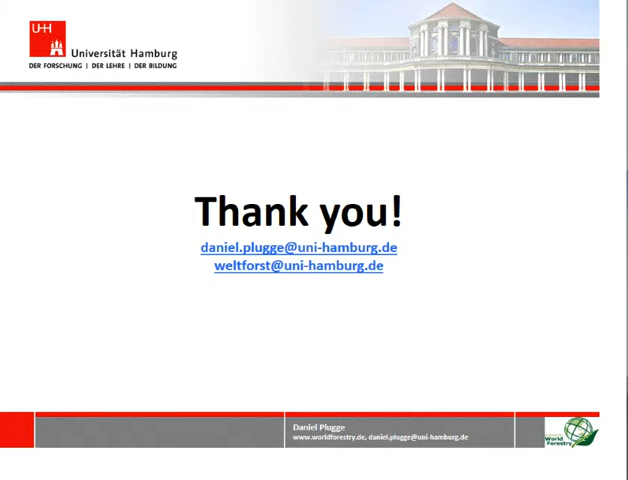 UHH
Universität Hamburg
DER FORSCHUNG | DER LEHRE | DER BILDUNG
Thank you!
daniel.plugge@uni-hamburg.de
weltforst@uni-hamburg.de
Daniel Plugge
www.worldforestry.de, daniel.plugge@uni-hamburg.de
World
Forestry